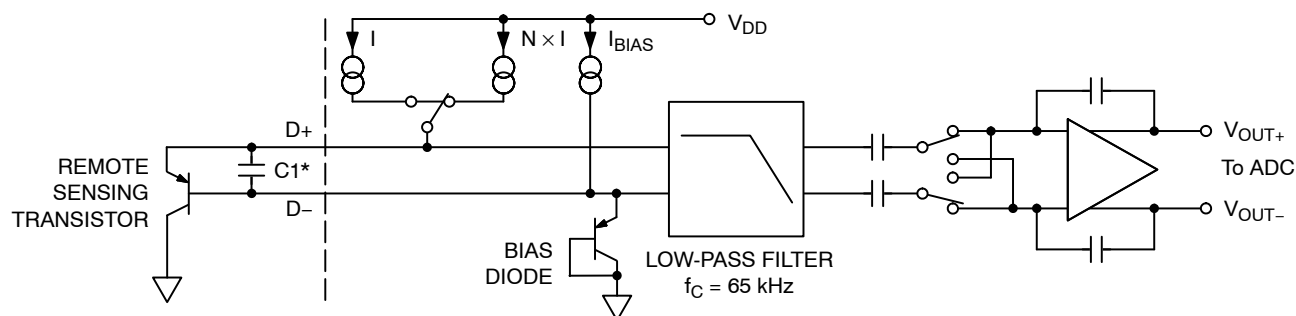 V_DD
I
N × I
I_BIAS
D+
C1*
D−
REMOTE
SENSING
TRANSISTOR
BIAS
DIODE
LOW-PASS FILTER
f_C = 65 kHz
V_OUT+
To ADC
V_OUT−